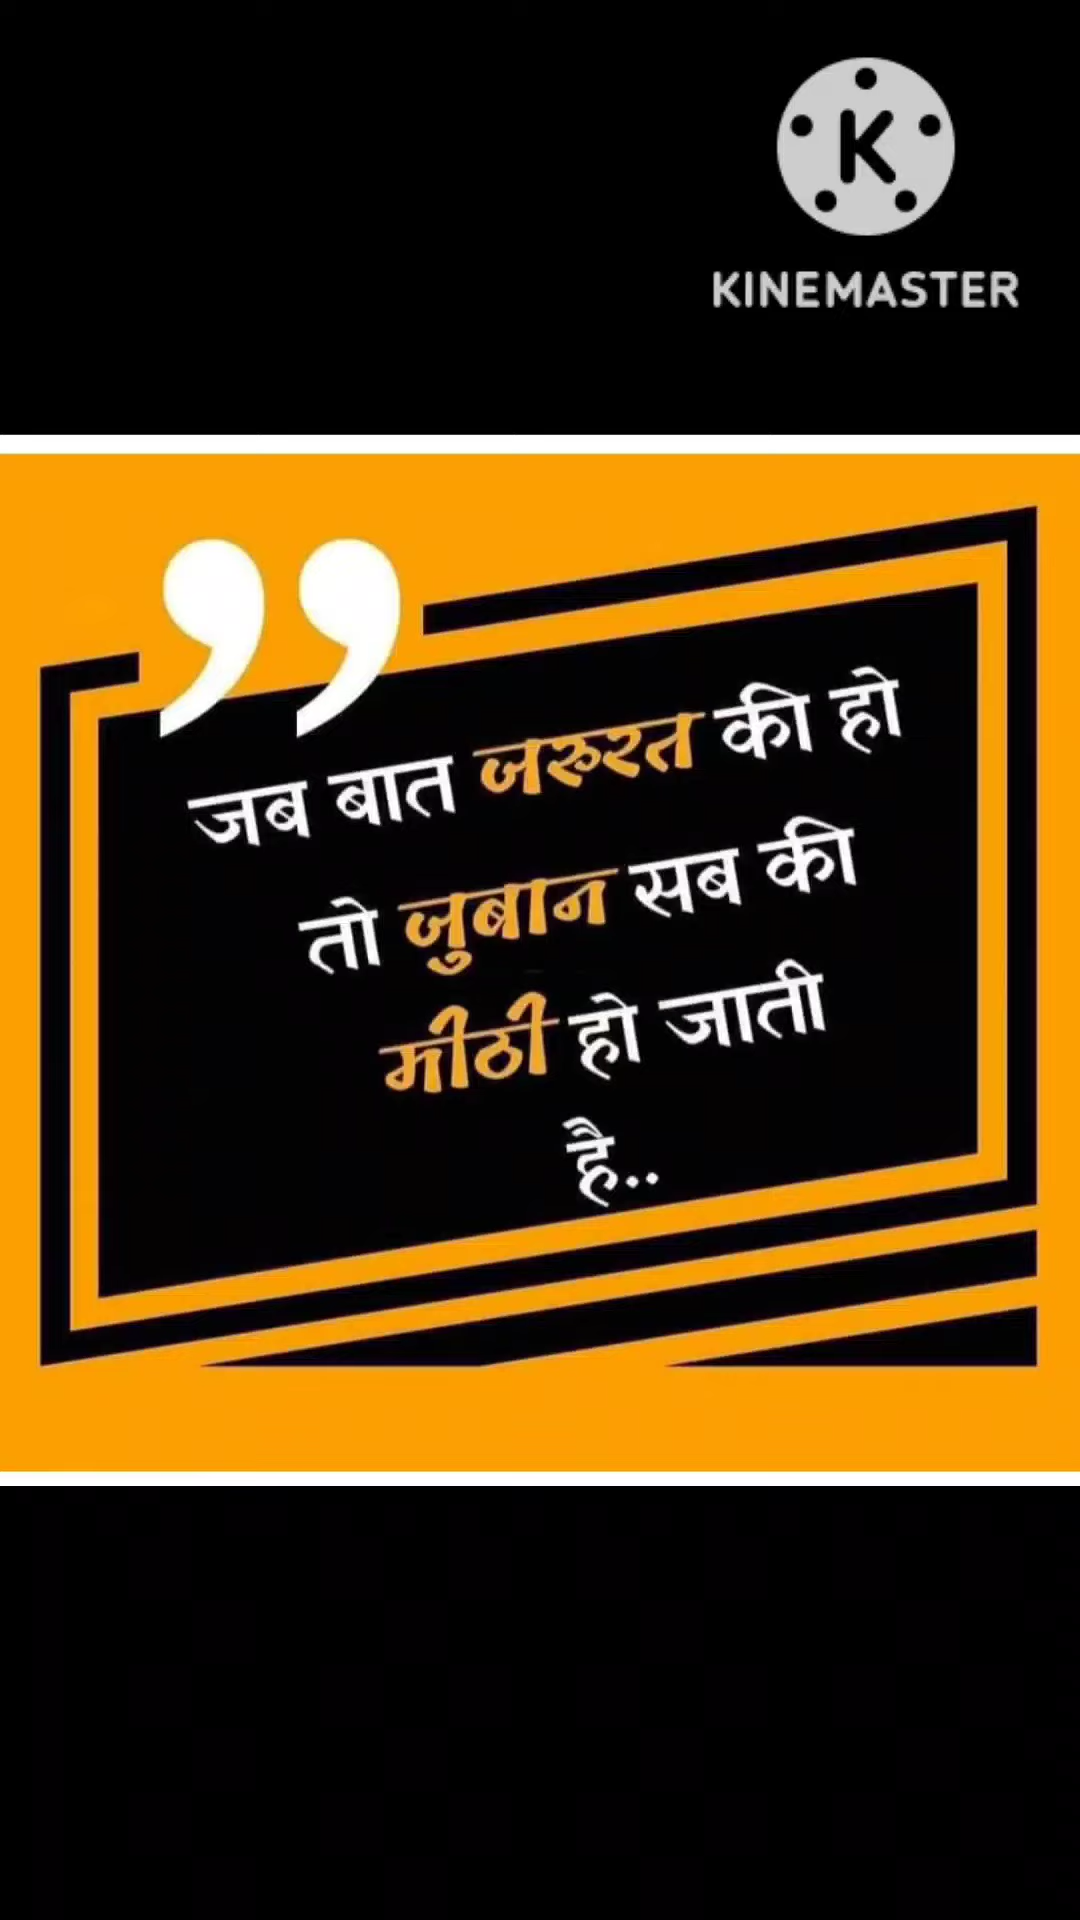 KINEMASTER
जब बात जरुरत की हो
तो जुबान सब की
मीठी हो जाती
है..